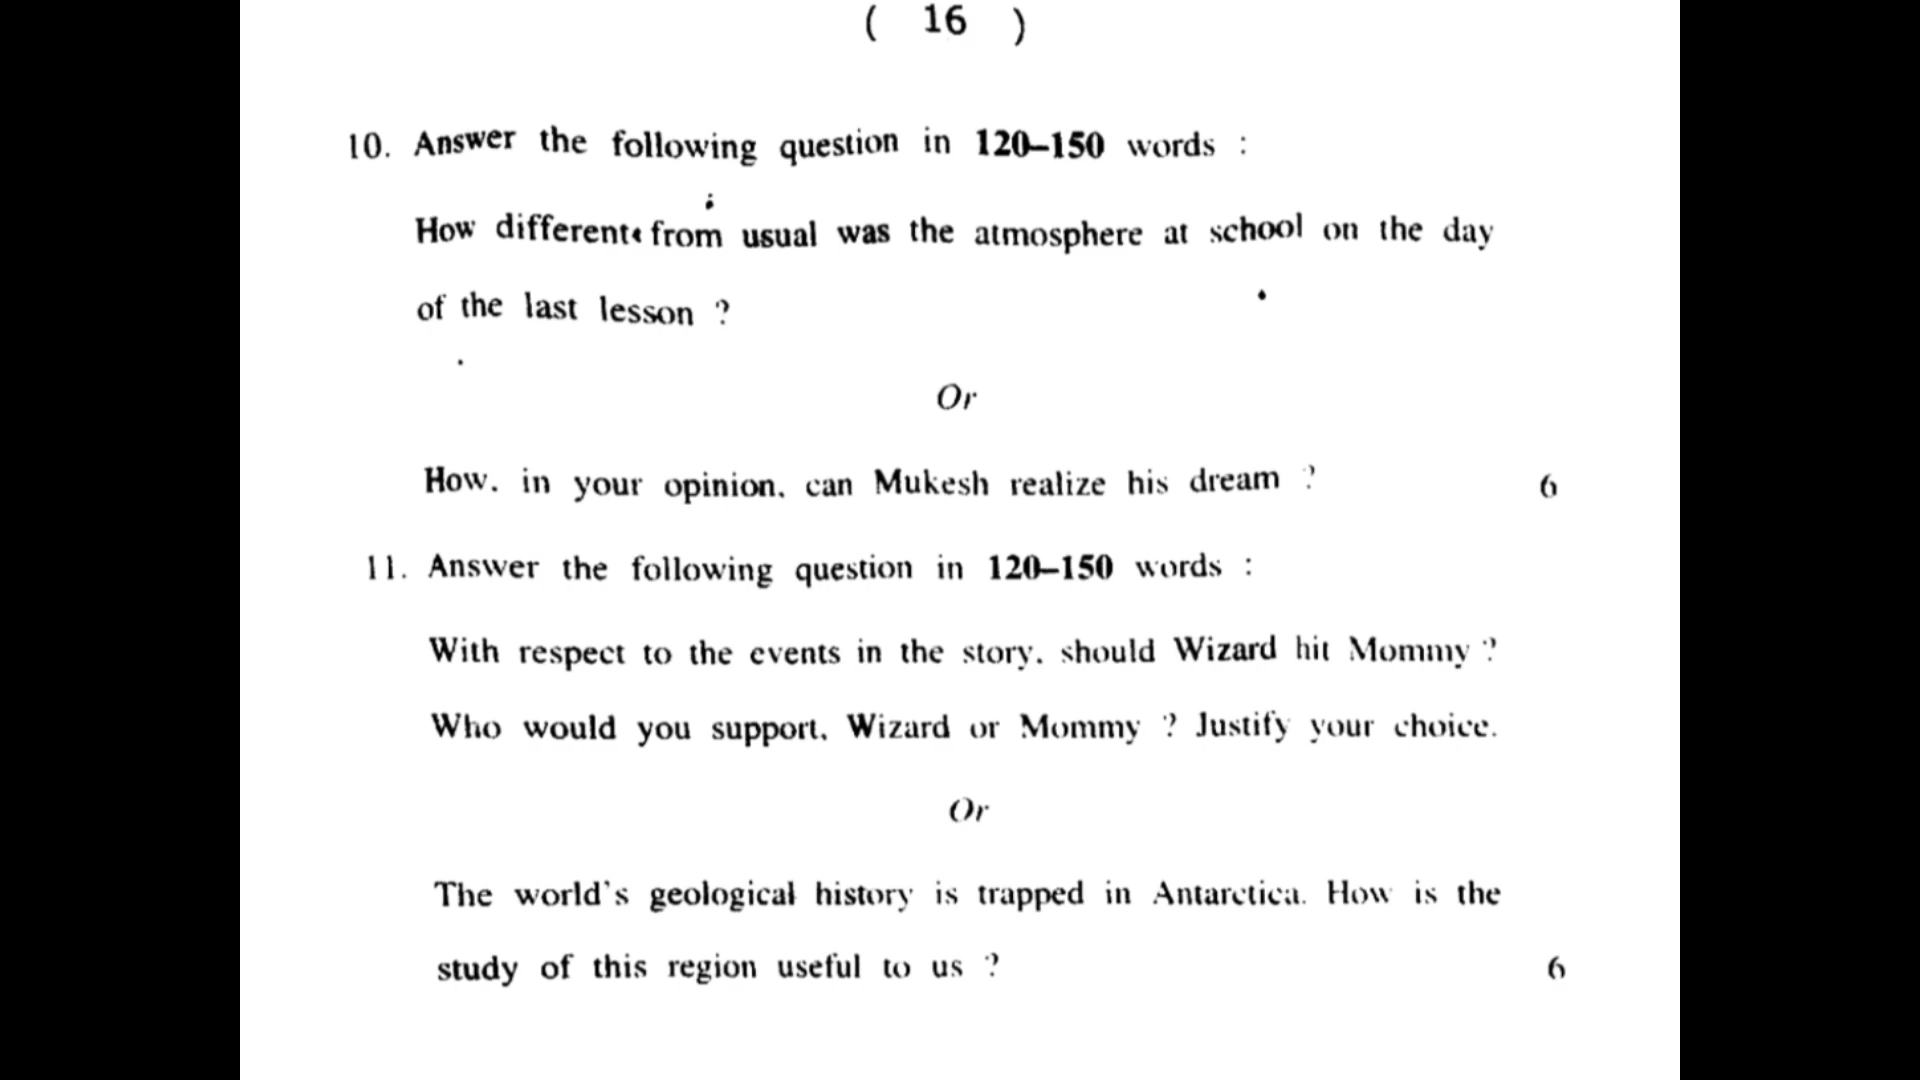 ( 16 )
10. Answer the following question in 120–150 words :
How different from usual was the atmosphere at school on the day
of the last lesson ?
Or
How, in your opinion, can Mukesh realize his dream ? 6
11. Answer the following question in 120–150 words :
With respect to the events in the story, should Wizard hit Mommy ?
Who would you support, Wizard or Mommy ? Justify your choice.
Or
The world's geological history is trapped in Antarctica. How is the
study of this region useful to us ? 6